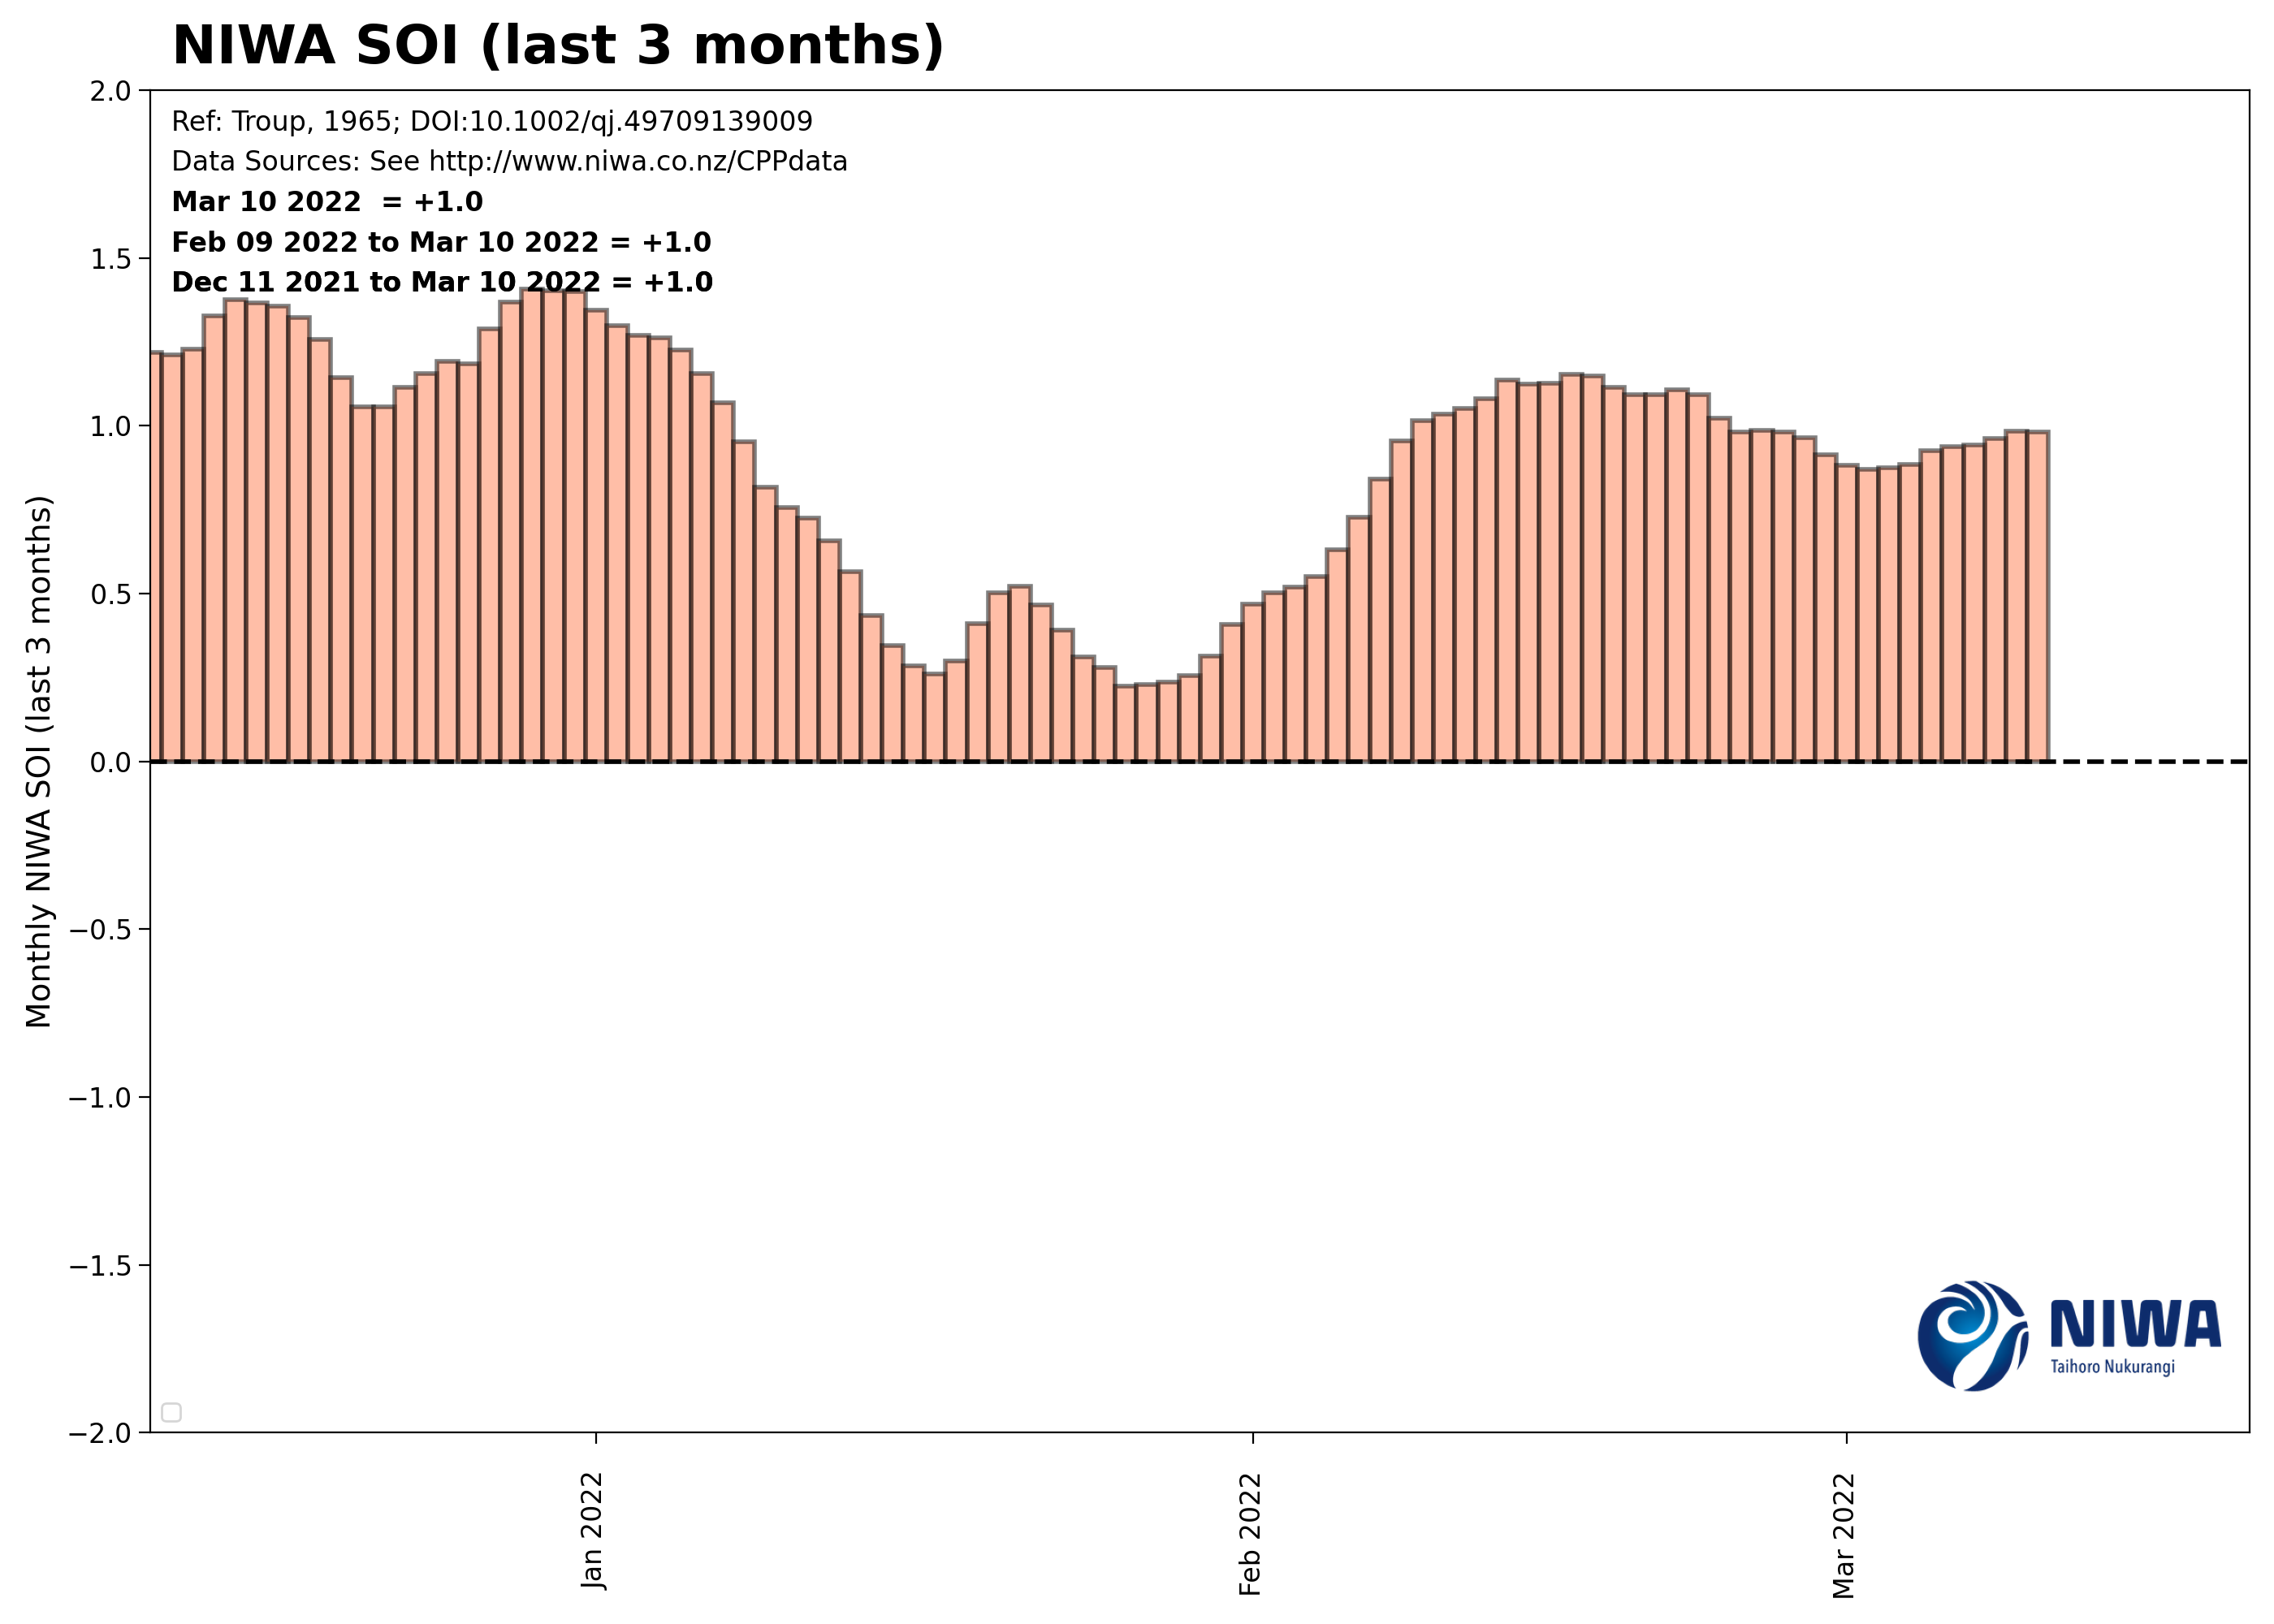 NIWA SOI (last 3 months)
2.0
Ref: Troup, 1965; DOI:10.1002/qj.49709139009
Data Sources: See http://www.niwa.co.nz/CPPdata
Mar 10 2022  = +1.0
Feb 09 2022 to Mar 10 2022 = +1.0
1.5
Dec 11 2021 to Mar 10 2022 = +1.0
1.0
0.5
0.0
−0.5
−1.0
−1.5
−2.0
Monthly NIWA SOI (last 3 months)
NIWA
Taihoro Nukurangi
Jan 2022
Feb 2022
Mar 2022